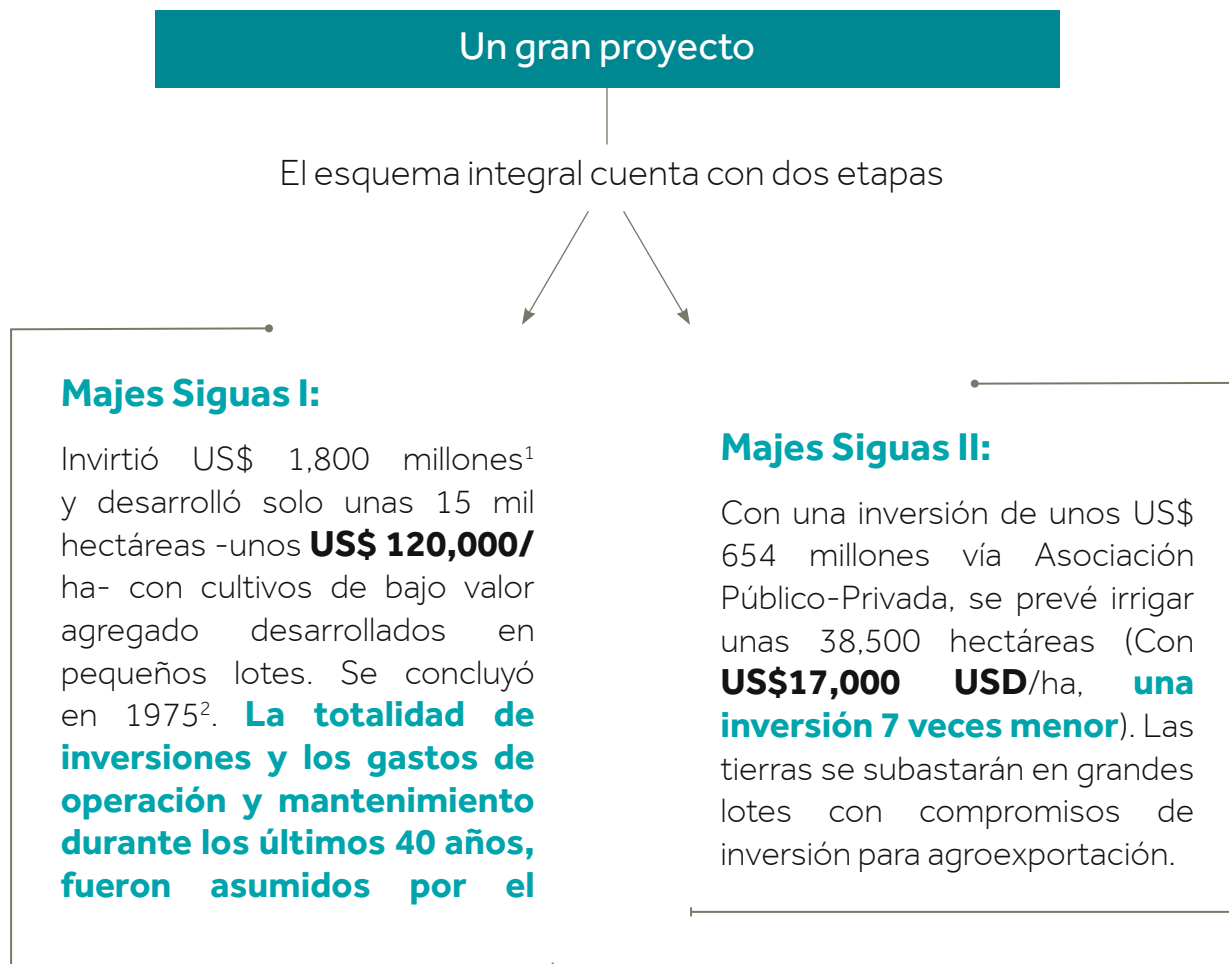 Un gran proyecto
El esquema integral cuenta con dos etapas
Majes Siguas I:
Invirtió US$ 1,800 millones¹
y desarrolló solo unas 15 mil
hectáreas -unos US$ 120,000/
ha- con cultivos de bajo valor
agregado desarrollados en
pequeños lotes. Se concluyó
en 1975². La totalidad de
inversiones y los gastos de
operación y mantenimiento
durante los últimos 40 años,
fueron asumidos por el
Majes Siguas II:
Con una inversión de unos US$
654 millones vía Asociación
Público-Privada, se prevé irrigar
unas 38,500 hectáreas (Con
US$17,000 USD/ha, una
inversión 7 veces menor). Las
tierras se subastarán en grandes
lotes con compromisos de
inversión para agroexportación.